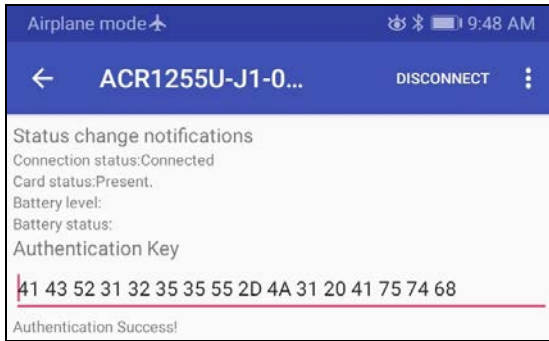 Airplane mode 9:48 AM
ACR1255U-J1-0... DISCONNECT
Status change notifications
Connection status:Connected
Card status:Present.
Battery level:
Battery status:
Authentication Key
41 43 52 31 32 35 35 55 2D 4A 31 20 41 75 74 68
Authentication Success!